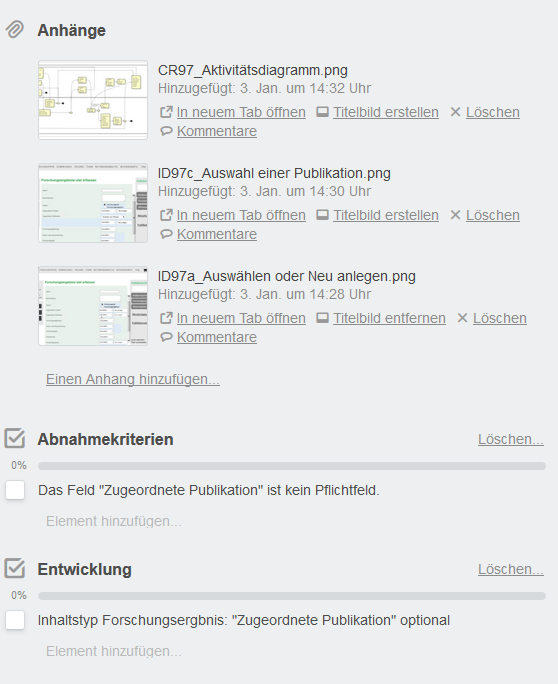 Anhänge
CR97_Aktivitätsdiagramm.png
Hinzugefügt: 3. Jan. um 14:32 Uhr
In neuem Tab öffnen Titelbild erstellen Löschen
Kommentare
ID97c_Auswahl einer Publikation.png
Hinzugefügt: 3. Jan. um 14:30 Uhr
In neuem Tab öffnen Titelbild erstellen Löschen
Kommentare
ID97a_Auswählen oder Neu anlegen.png
Hinzugefügt: 3. Jan. um 14:28 Uhr
In neuem Tab öffnen Titelbild entfernen Löschen
Kommentare
Einen Anhang hinzufügen...
Abnahmekriterien Löschen...
0%
Das Feld "Zugeordnete Publikation" ist kein Pflichtfeld.
Element hinzufügen...
Entwicklung Löschen...
0%
Inhaltstyp Forschungsergbnis: "Zugeordnete Publikation" optional
Element hinzufügen...